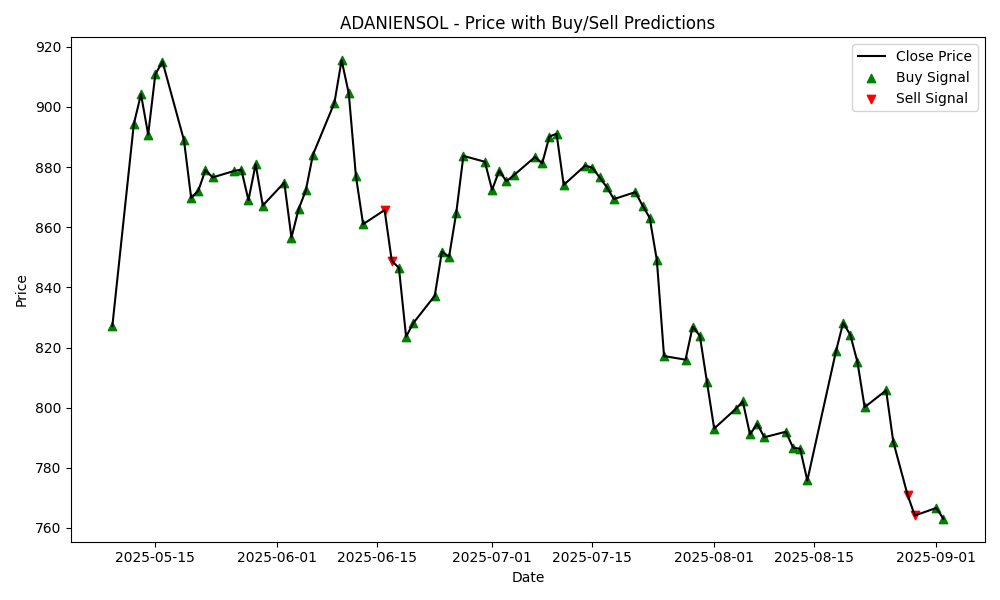 ADANIENSOL - Price with Buy/Sell Predictions
Close Price
Buy Signal
Sell Signal
Price
920
900
880
860
840
820
800
780
760
2025-05-15
2025-06-01
2025-06-15
2025-07-01
2025-07-15
2025-08-01
2025-08-15
2025-09-01
Date